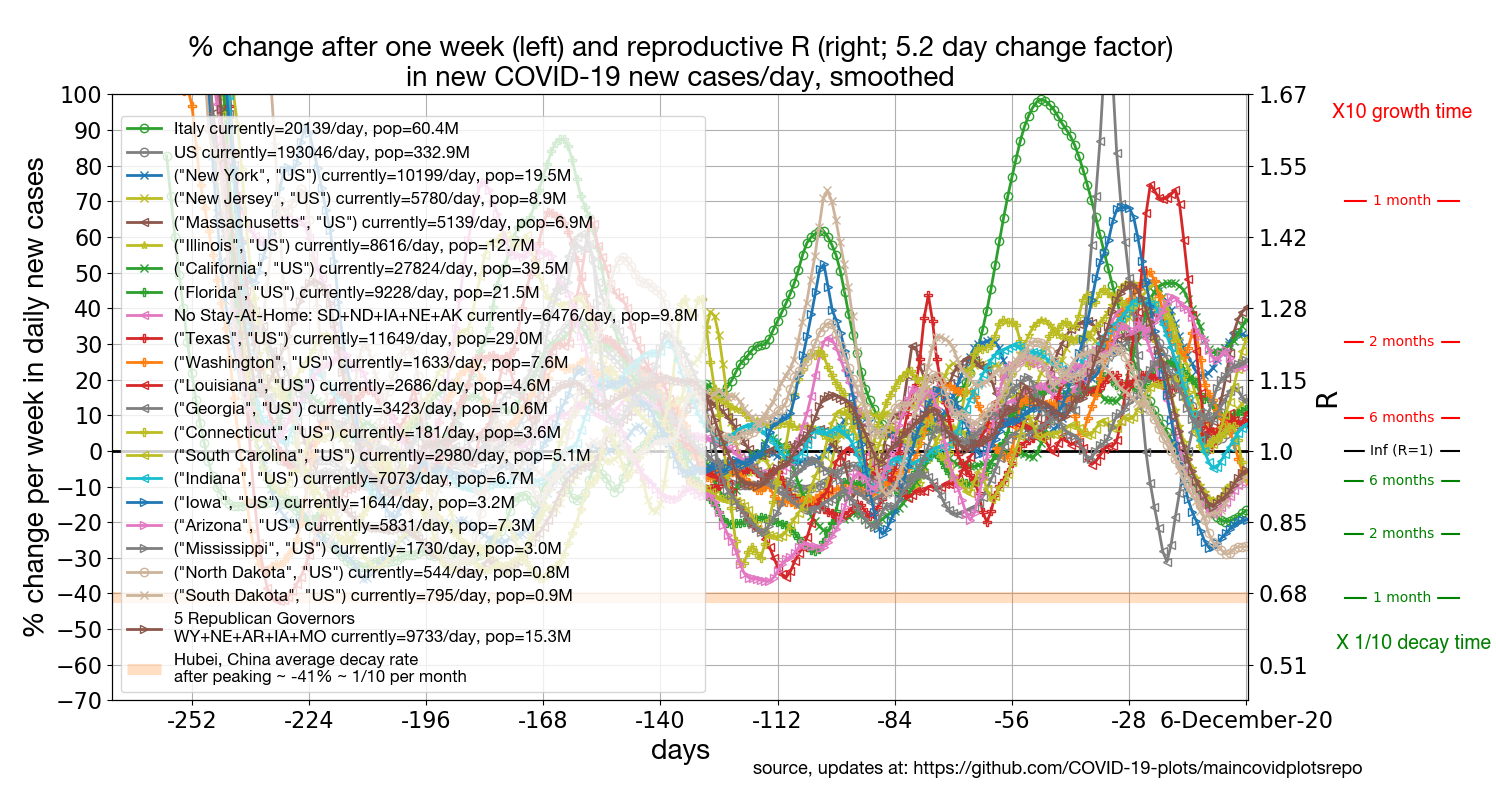 % change after one week (left) and reproductive R (right; 5.2 day change factor)
in new COVID-19 new cases/day, smoothed
% change per week in daily new cases
100
90
80
70
60
50
40
30
20
10
0
−10
−20
−30
−40
−50
−60
−70
Italy currently=20139/day, pop=60.4M
US currently=193046/day, pop=332.9M
("New York", "US") currently=10199/day, pop=19.5M
("New Jersey", "US") currently=5780/day, pop=8.9M
("Massachusetts", "US") currently=5139/day, pop=6.9M
("Illinois", "US") currently=8616/day, pop=12.7M
("California", "US") currently=27824/day, pop=39.5M
("Florida", "US") currently=9228/day, pop=21.5M
No Stay-At-Home: SD+ND+IA+NE+AK currently=6476/day, pop=9.8M
("Texas", "US") currently=11649/day, pop=29.0M
("Washington", "US") currently=1633/day, pop=7.6M
("Louisiana", "US") currently=2686/day, pop=4.6M
("Georgia", "US") currently=3423/day, pop=10.6M
("Connecticut", "US") currently=181/day, pop=3.6M
("South Carolina", "US") currently=2980/day, pop=5.1M
("Indiana", "US") currently=7073/day, pop=6.7M
("Iowa", "US") currently=1644/day, pop=3.2M
("Arizona", "US") currently=5831/day, pop=7.3M
("Mississippi", "US") currently=1730/day, pop=3.0M
("North Dakota", "US") currently=544/day, pop=0.8M
("South Dakota", "US") currently=795/day, pop=0.9M
5 Republican Governors
WY+NE+AR+IA+MO currently=9733/day, pop=15.3M
Hubei, China average decay rate
after peaking ~ -41% ~ 1/10 per month
1.67
1.55
1.42
1.28
1.15
1.0
0.85
0.68
0.51
R
X10 growth time
1 month
2 months
6 months
Inf (R=1)
6 months
2 months
1 month
X 1/10 decay time
-252
-224
-196
-168
-140
-112
-84
-56
-28
6-December-20
days
source, updates at: https://github.com/COVID-19-plots/maincovidplotsrepo